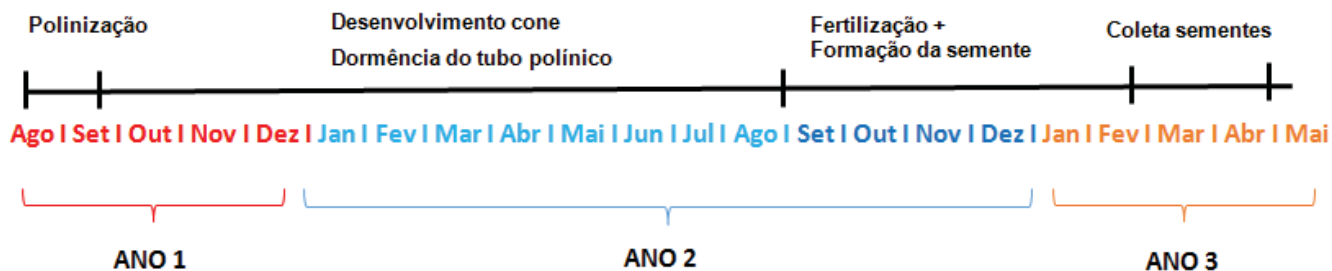 Polinização
Desenvolvimento cone
Dormência do tubo polínico
Fertilização +
Formação da semente
Coleta sementes
Ago I Set I Out I Nov I Dez I Jan I Fev I Mar I Abr I Mai I Jun I Jul I Ago I Set I Out I Nov I Dez I Jan I Fev I Mar I Abr I Mai
ANO 1
ANO 2
ANO 3